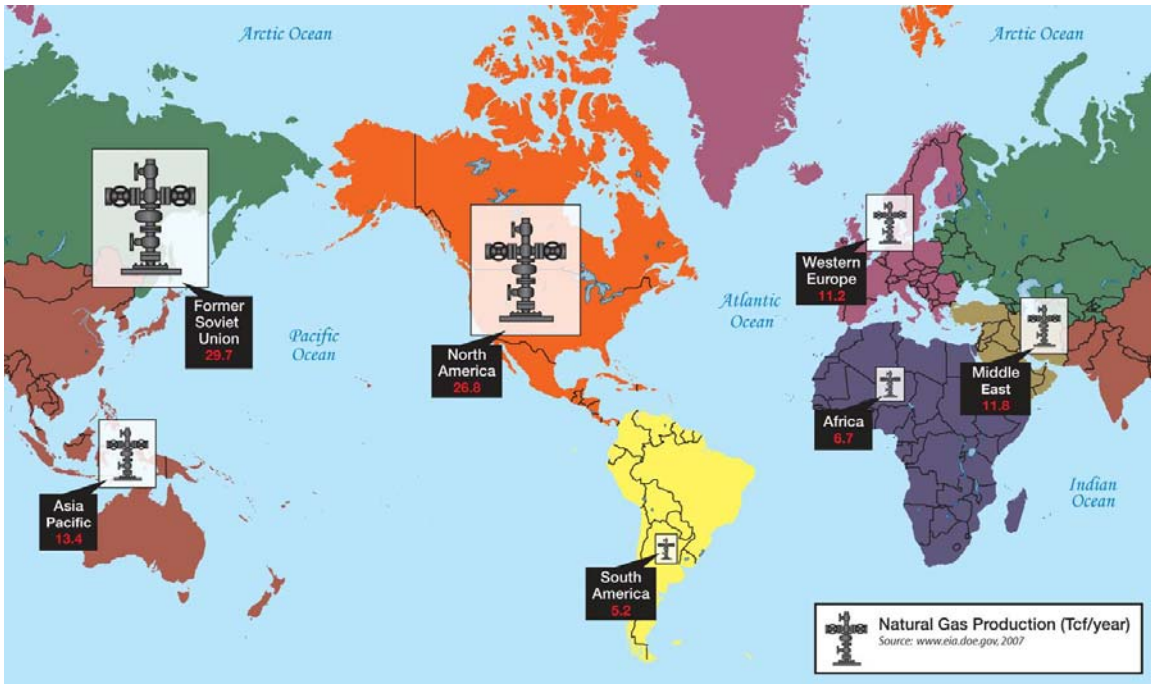 Arctic Ocean
Arctic Ocean
Former
Soviet
Union
29.7
Pacific
Ocean
North
America
26.8
Atlantic
Ocean
Western
Europe
11.2
Middle
East
11.8
Africa
6.7
Asia
Pacific
13.4
Indian
Ocean
South
America
5.2
Natural Gas Production (Tcf/year)
Source: www.eia.doe.gov, 2007